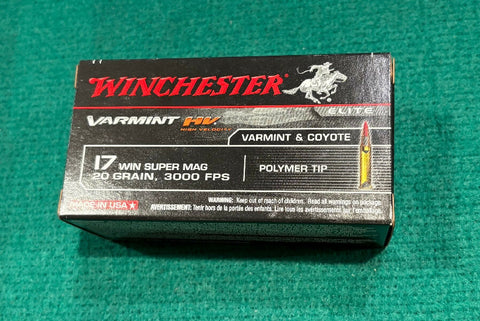 WINCHESTER
ELITE
VARMINT HV
HIGH VELOCITY
VARMINT & COYOTE
17 WIN SUPER MAG
20 GRAIN, 3000 FPS
POLYMER TIP
MADE IN USA
WARNING: Keep out of reach of children. Read all warnings on package.
AVERTISSEMENT: Tenir hors de la portée des enfants. Lire tous les avertissements sur l'emballage.